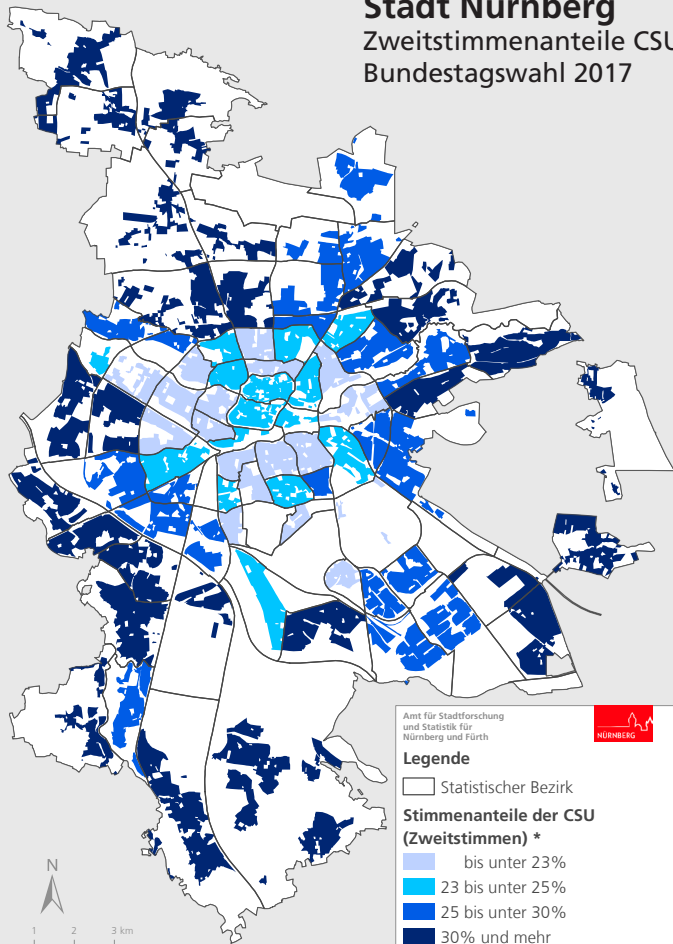 Stadt Nürnberg
Zweitstimmenanteile CSU
Bundestagswahl 2017
Amt für Stadtforschung
und Statistik für
Nürnberg und Fürth
NÜRNBERG
Legende
Statistischer Bezirk
Stimmenanteile der CSU
(Zweitstimmen) *
bis unter 23%
23 bis unter 25%
25 bis unter 30%
30% und mehr
N
1 2 3 km